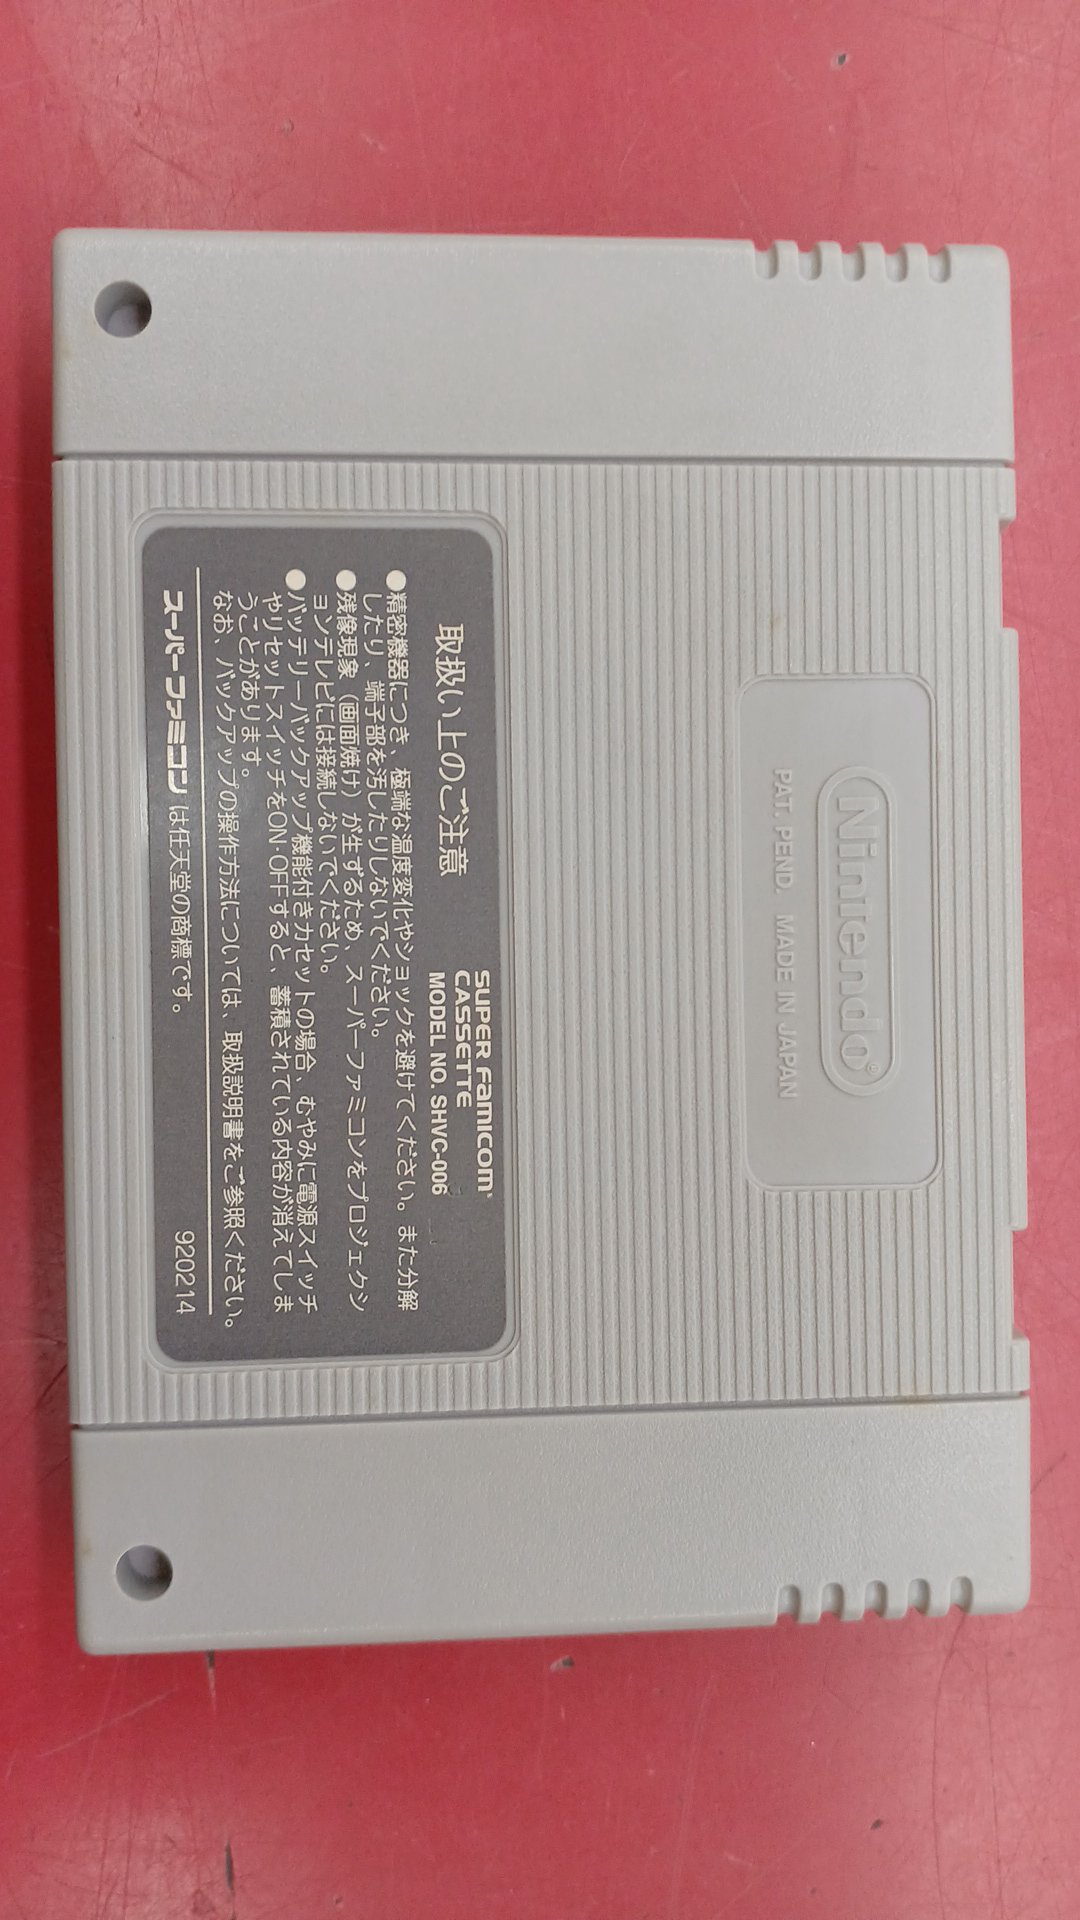 Nintendo®
PAT. PEND. MADE IN JAPAN
SUPER Famicom
CASSETTE
取扱い上のご注意
MODEL NO. SHVC-006
●精密機器につき、極端な温度変化やショックを避けてください。また分解
したり、端子部を汚したりしないでください。
●残像現象（画面焼け）が生ずるため、スーパーファミコンをプロジェクシ
ョンテレビには接続しないでください。
●バッテリーバックアップ機能付きカセットの場合、むやみに電源スイッチ
やリセットスイッチをON・OFFすると、蓄積されている内容が消えてしま
うことがあります。
なお、バックアップの操作方法については、取扱説明書をご参照ください。
スーパーファミコンは任天堂の商標です。
920214